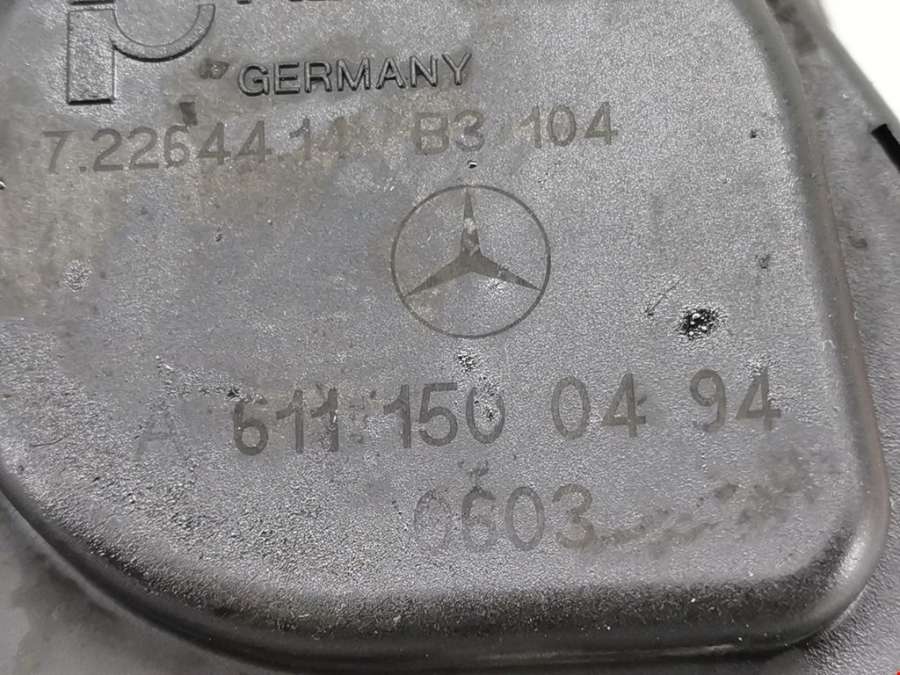 GERMANY
7.22644.14 B3 104
A 611 150 04 94
0603